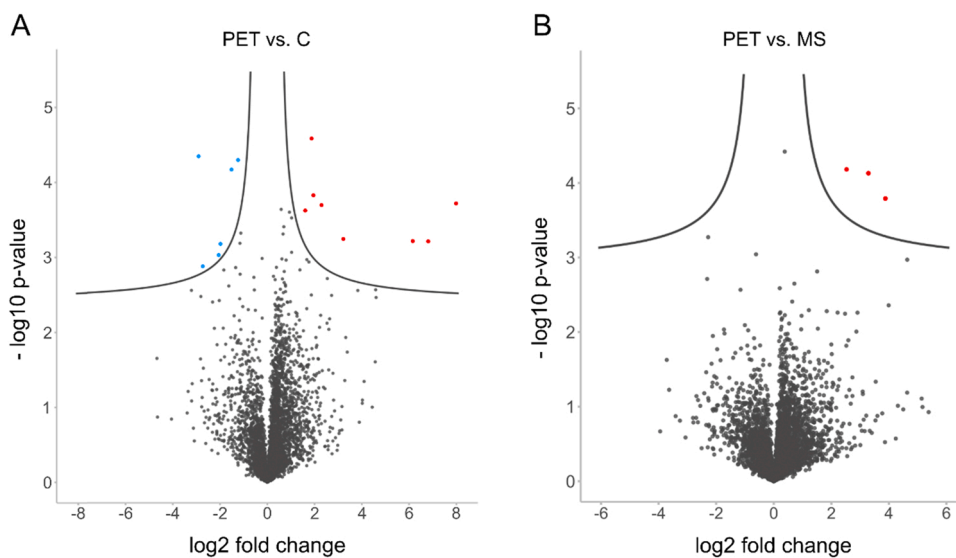 A
PET vs. C
- log10 p-value
5
4
3
2
1
0
-8 -6 -4 -2 0 2 4 6 8
log2 fold change
B
PET vs. MS
- log10 p-value
5
4
3
2
1
0
-6 -4 -2 0 2 4 6
log2 fold change